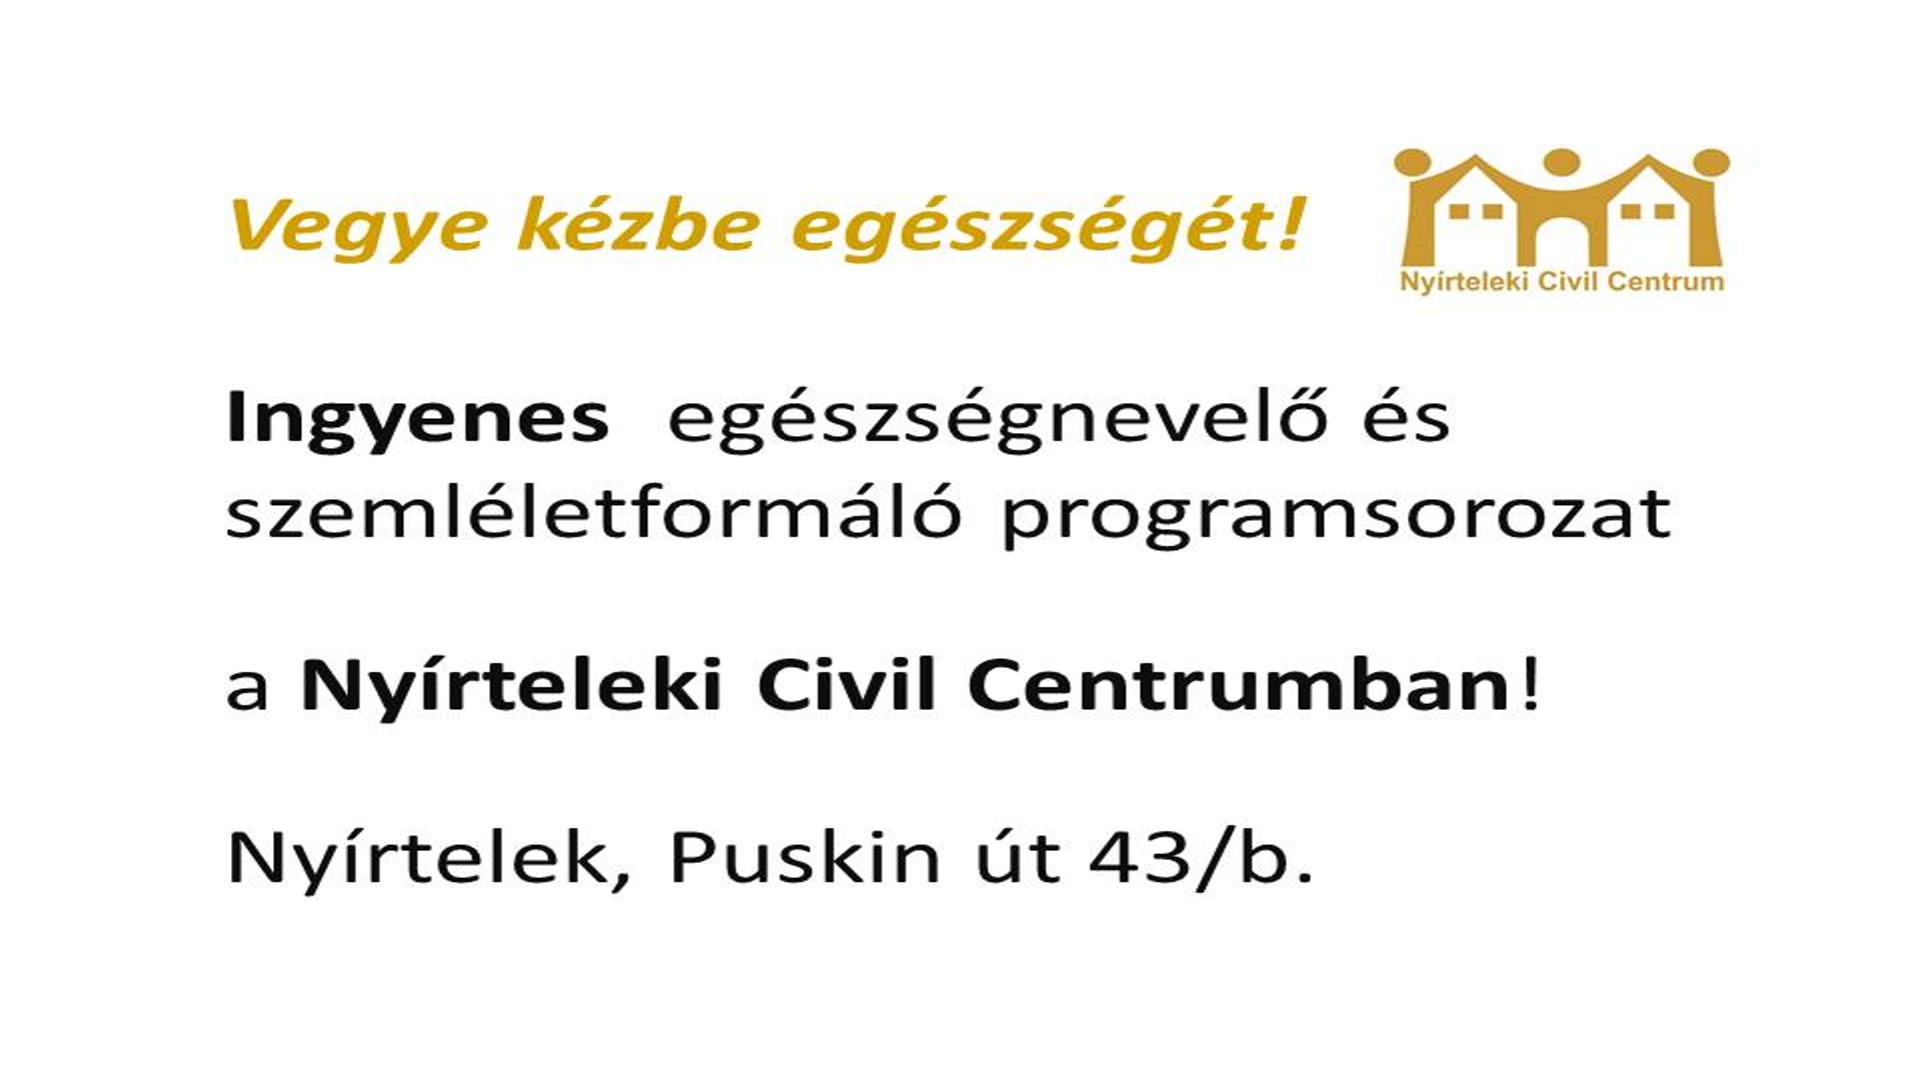 Vegye kézbe egészségét!
Nyírteleki Civil Centrum
Ingyenes egészségnevelő és
szemléletformáló programsorozat
a Nyírteleki Civil Centrumban!
Nyírtelek, Puskin út 43/b.